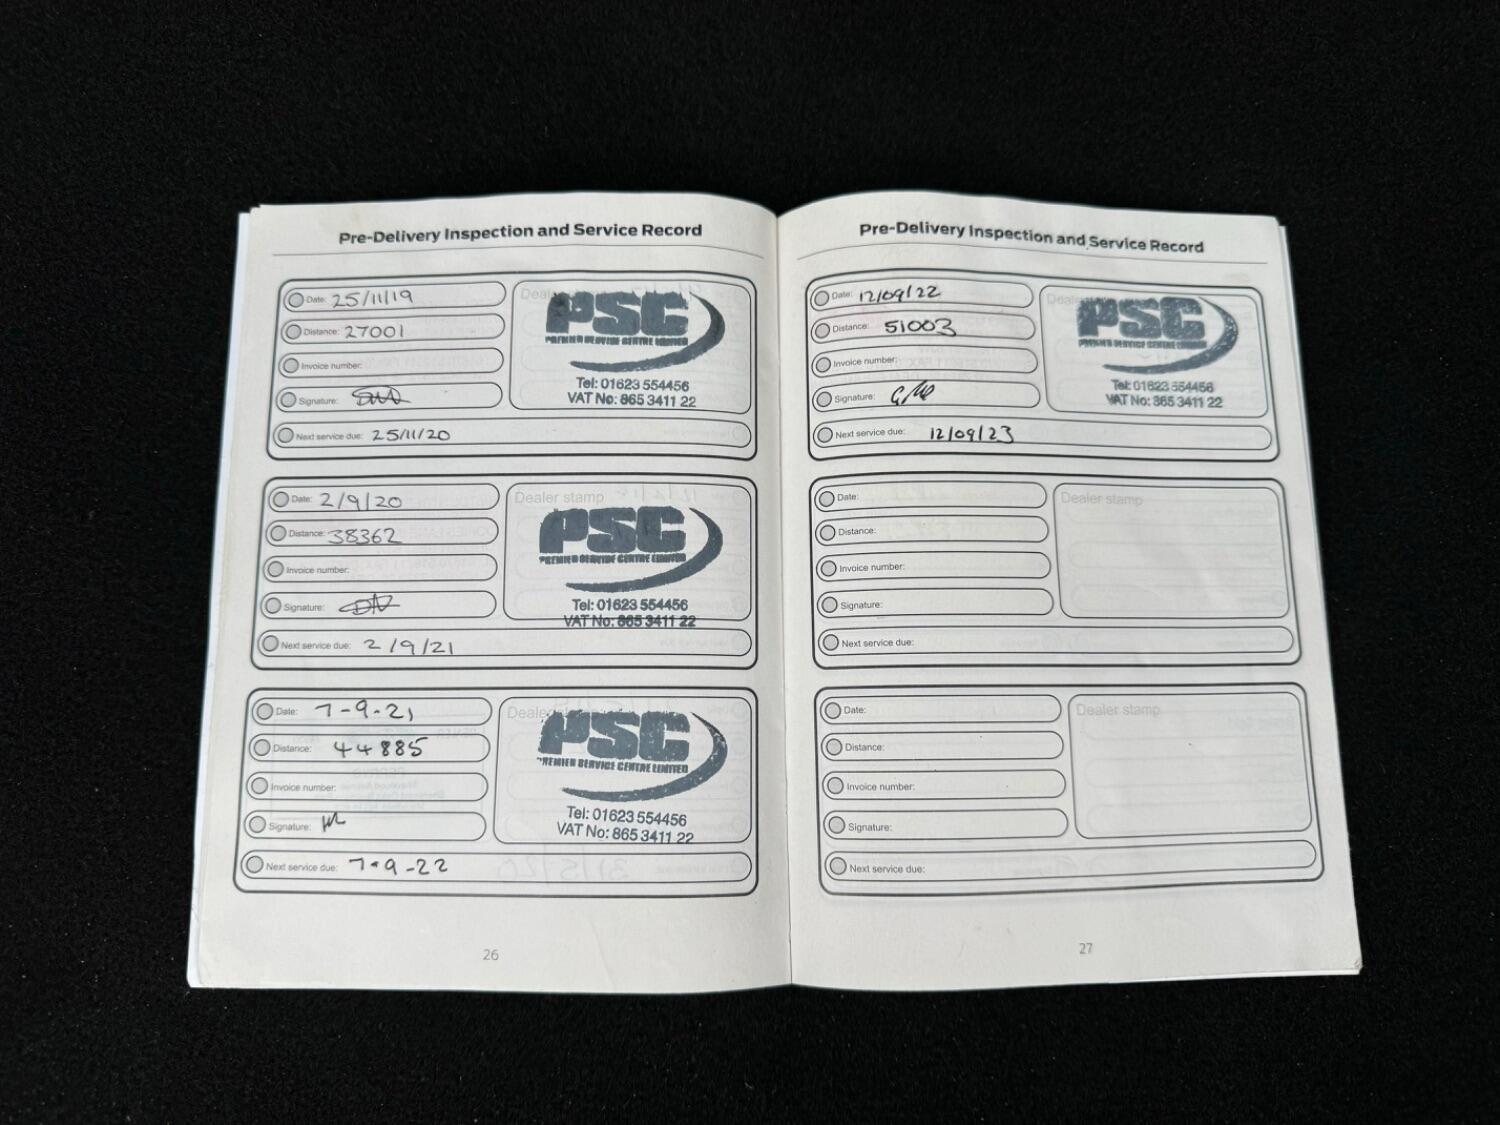 Pre-Delivery Inspection and Service Record
Date: 25/11/19
Distance: 27001
Invoice number:
Signature:
Next service due: 25/11/20
PSC
PREMIER SERVICE CENTRE LIMITED
Tel: 01623 554456
VAT No: 865 3411 22
Date: 2/9/20
Distance: 38362
Invoice number:
Signature:
Next service due: 2/9/21
Dealer stamp
PSC
PREMIER SERVICE CENTRE LIMITED
Tel: 01623 554456
VAT No: 865 3411 22
Date: 7-9-21
Distance: 44885
Invoice number:
Signature:
Next service due: 7-9-22
PSC
PREMIER SERVICE CENTRE LIMITED
Tel: 01623 554456
VAT No: 865 3411 22
26
Pre-Delivery Inspection and Service Record
Date: 12/09/22
Distance: 51003
Invoice number:
Signature:
Next service due: 12/09/23
PSC
PREMIER SERVICE CENTRE LIMITED
Tel: 01623 554456
VAT No: 865 3411 22
Date:
Distance:
Invoice number:
Signature:
Next service due:
Dealer stamp
Date:
Distance:
Invoice number:
Signature:
Next service due:
Dealer stamp
27